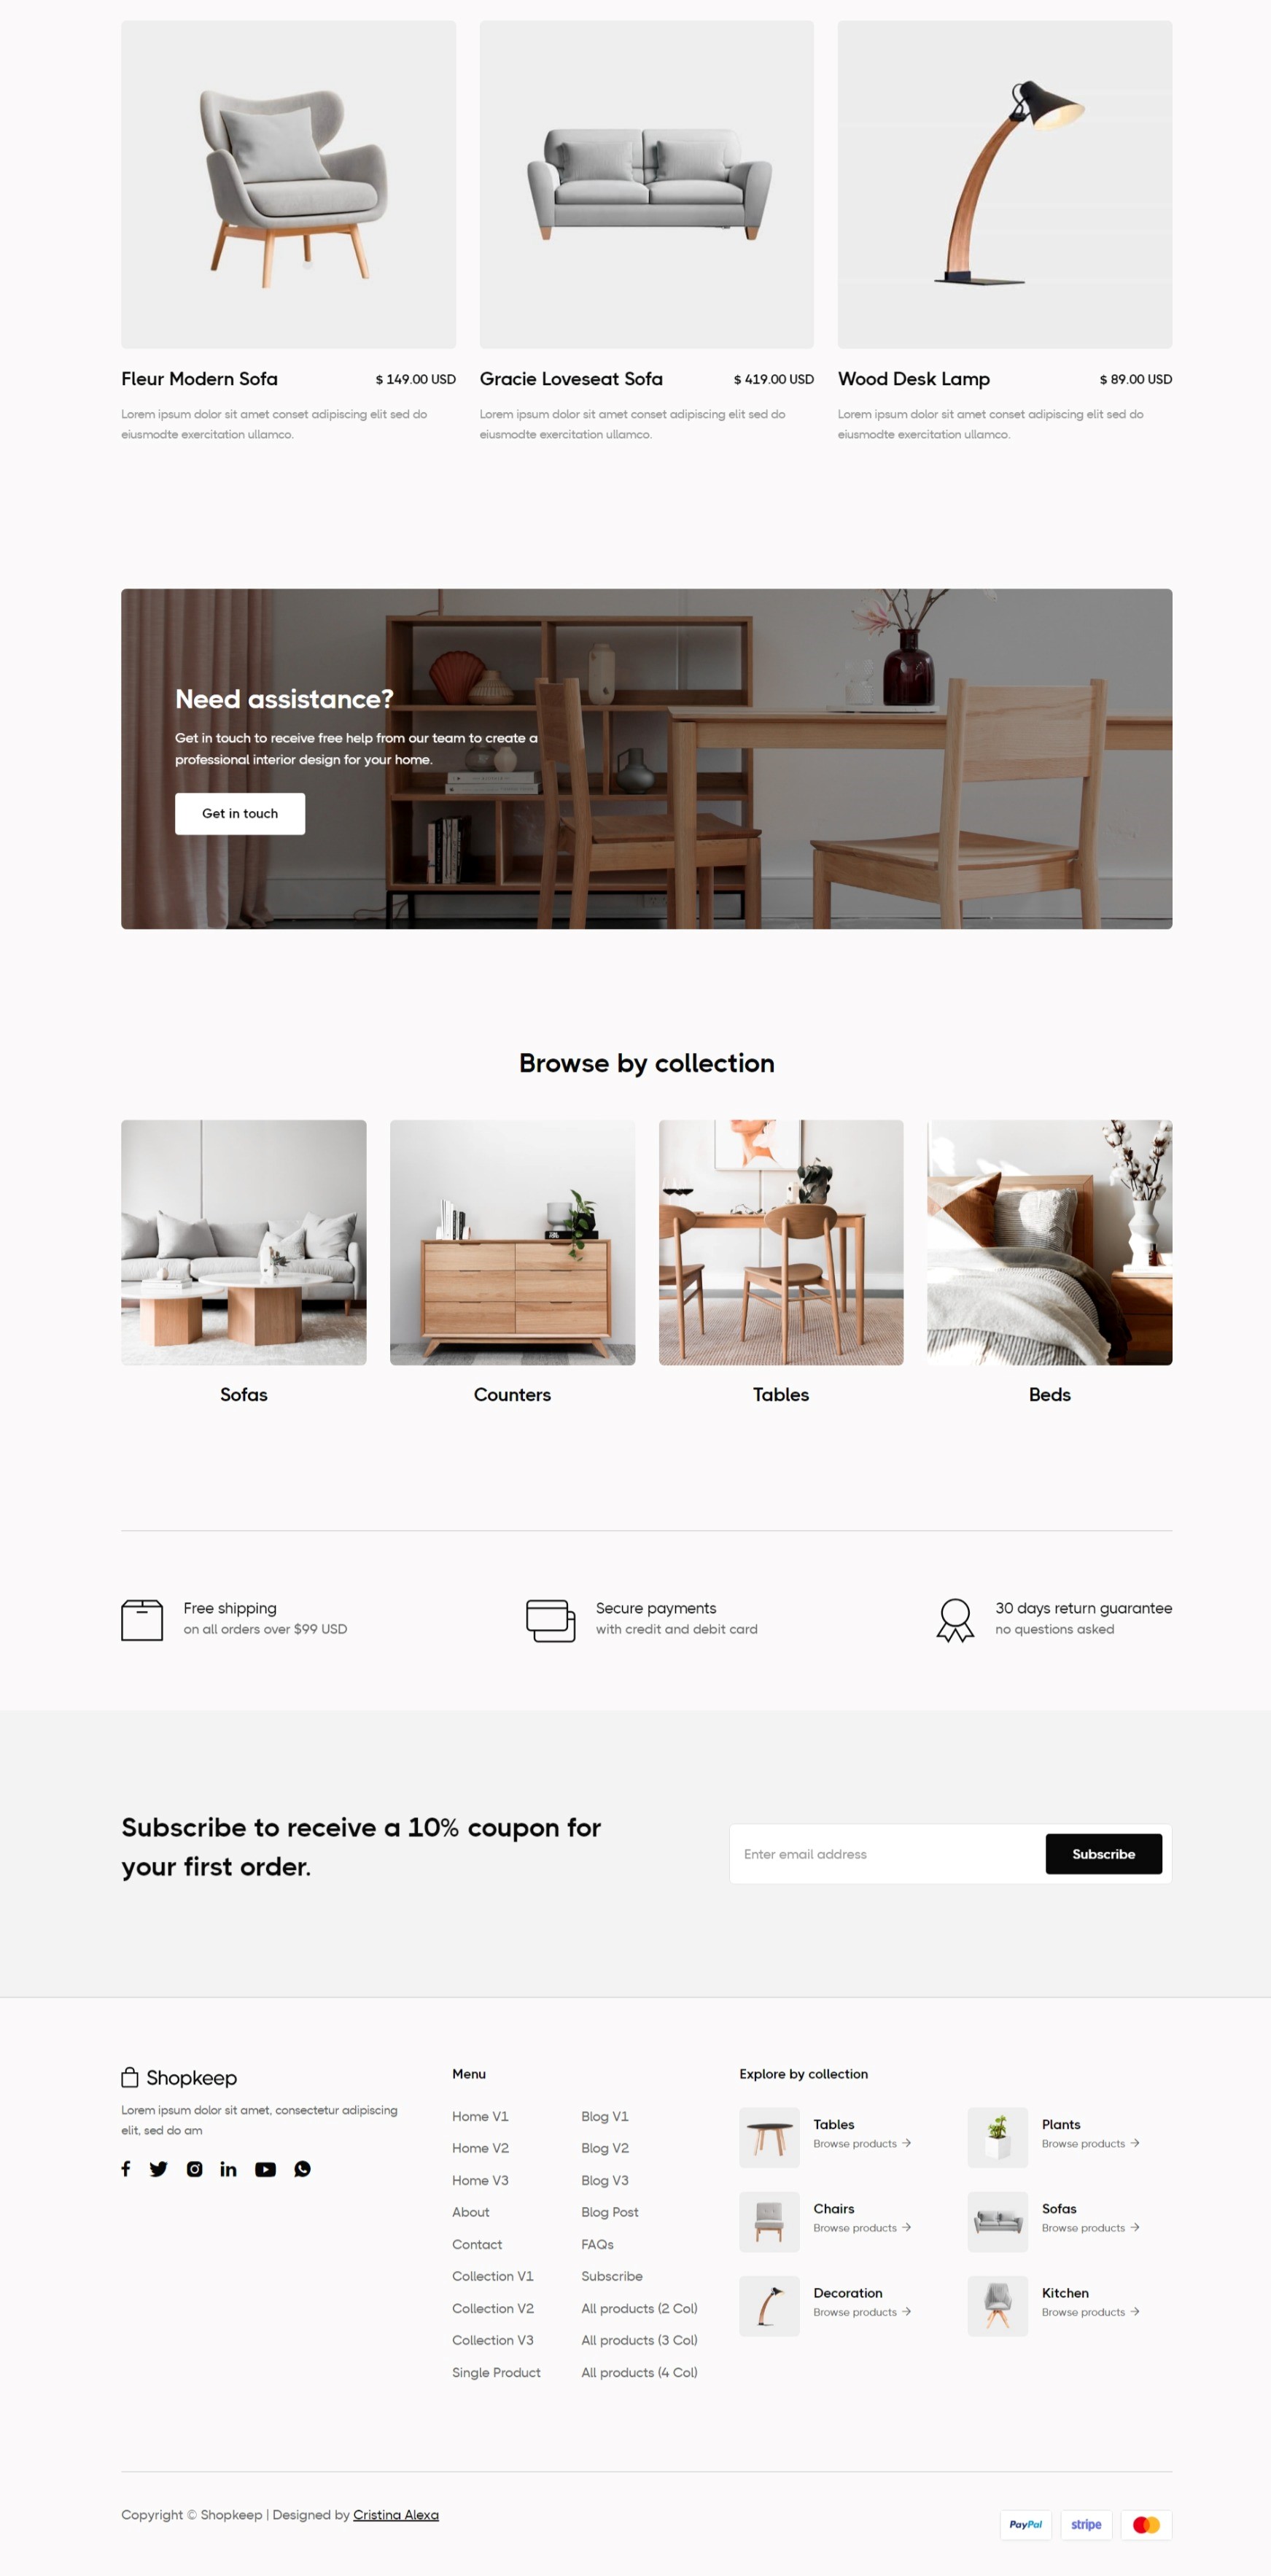 Fleur Modern Sofa
$ 149.00 USD
Lorem ipsum dolor sit amet conset adipiscing elit sed do
eiusmodte exercitation ullamco.
Gracie Loveseat Sofa
$ 419.00 USD
Lorem ipsum dolor sit amet conset adipiscing elit sed do
eiusmodte exercitation ullamco.
Wood Desk Lamp
$ 89.00 USD
Lorem ipsum dolor sit amet conset adipiscing elit sed do
eiusmodte exercitation ullamco.
Need assistance?
Get in touch to receive free help from our team to create a
professional interior design for your home.
Get in touch
Browse by collection
Sofas
Counters
Tables
Beds
Free shipping
on all orders over $99 USD
Secure payments
with credit and debit card
30 days return guarantee
no questions asked
Subscribe to receive a 10% coupon for
your first order.
Enter email address
Subscribe
Shopkeep
Lorem ipsum dolor sit amet, consectetur adipiscing
elit, sed do am
Menu
Home V1
Home V2
Home V3
About
Contact
Collection V1
Collection V2
Collection V3
Single Product
Blog V1
Blog V2
Blog V3
Blog Post
FAQs
Subscribe
All products (2 Col)
All products (3 Col)
All products (4 Col)
Explore by collection
Tables
Browse products →
Plants
Browse products →
Chairs
Browse products →
Sofas
Browse products →
Decoration
Browse products →
Kitchen
Browse products →
Copyright © Shopkeep | Designed by Cristina Alexa
PayPal
stripe